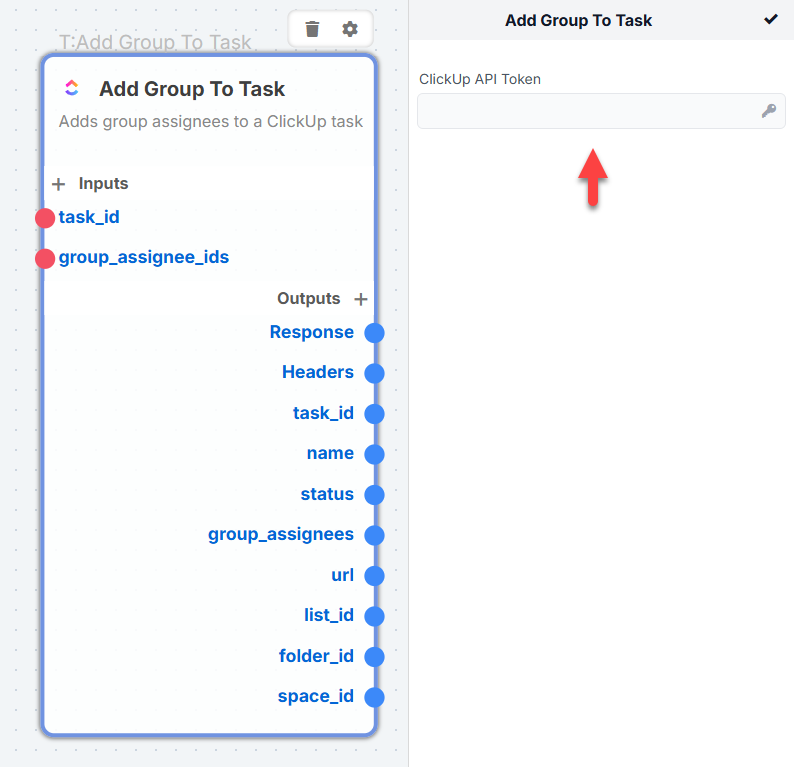 T:Add Group To Task
Add Group To Task
Adds group assignees to a ClickUp task
Inputs
task_id
group_assignee_ids
Outputs
Response
Headers
task_id
name
status
group_assignees
url
list_id
folder_id
space_id
Add Group To Task
ClickUp API Token